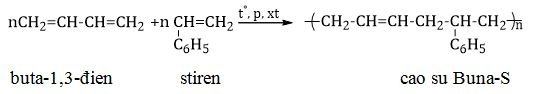 nCH₂=CH-CH=CH₂ +n CH=CH₂ t°, p, xt (CH₂-CH=CH-CH₂-CH-CH₂)n
C₆H₅ C₆H₅
buta-1,3-đien stiren cao su Buna-S